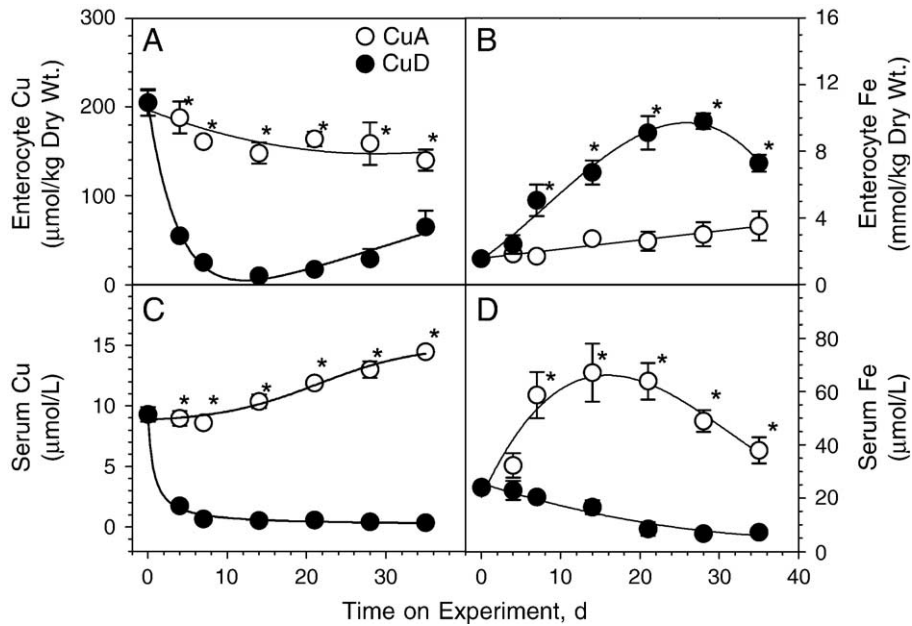 A
CuA
CuD
Enterocyte Cu
(μmol/kg Dry Wt.)
300
200
100
0
*
*
*
*
*
*
B
Enterocyte Fe
(mmol/kg Dry Wt.)
16
12
8
4
0
*
*
*
*
*
C
Serum Cu
(μmol/L)
15
10
5
0
*
*
*
*
*
*
D
Serum Fe
(μmol/L)
80
60
40
20
0
*
*
*
*
*
0 10 20 30 0 10 20 30 40
Time on Experiment, d